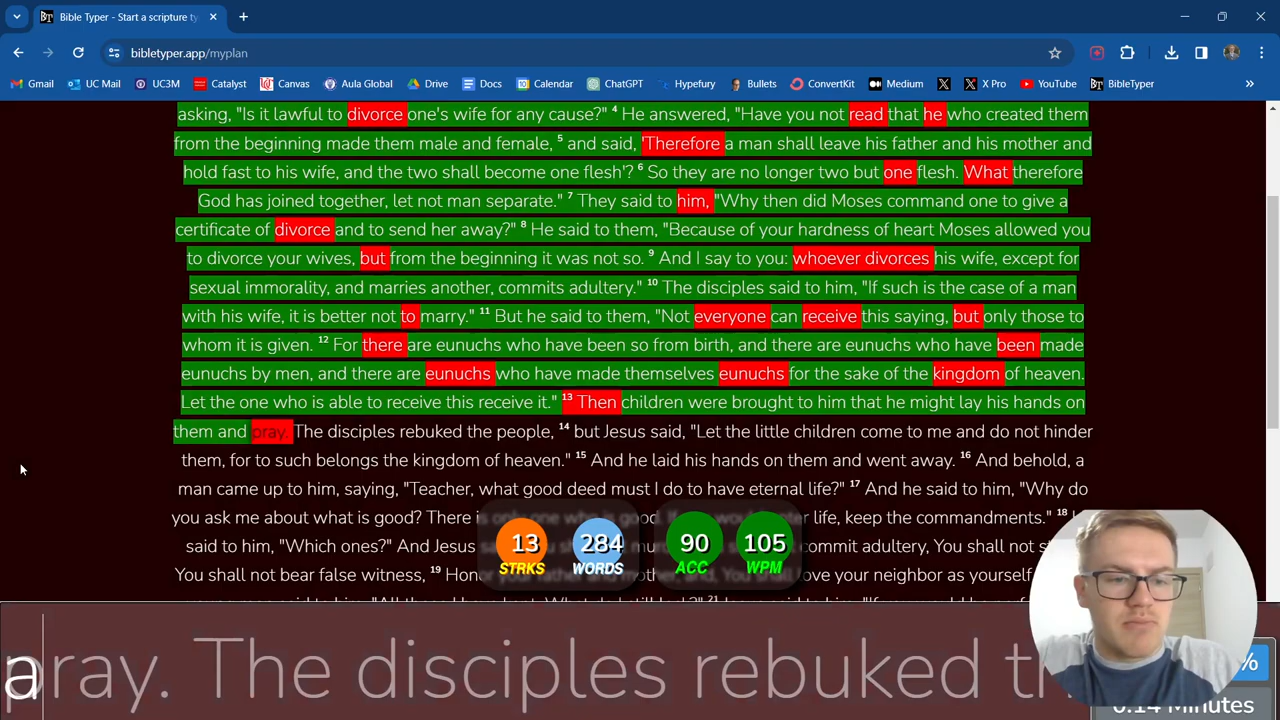 Bible Typer - Start a scripture ty
bibletyper.app/myplan
Gmail UC Mail UC3M Catalyst Canvas Aula Global Drive Docs Calendar ChatGPT Hypefury Bullets ConvertKit Medium X X Pro YouTube BibleTyper
asking, "Is it lawful to divorce one's wife for any cause?" 4 He answered, "Have you not read that he who created them
from the beginning made them male and female, 5 and said, 'Therefore a man shall leave his father and his mother and
hold fast to his wife, and the two shall become one flesh'? 6 So they are no longer two but one flesh. What therefore
God has joined together, let not man separate." 7 They said to him, "Why then did Moses command one to give a
certificate of divorce and to send her away?" 8 He said to them, "Because of your hardness of heart Moses allowed you
to divorce your wives, but from the beginning it was not so. 9 And I say to you: whoever divorces his wife, except for
sexual immorality, and marries another, commits adultery." 10 The disciples said to him, "If such is the case of a man
with his wife, it is better not to marry." 11 But he said to them, "Not everyone can receive this saying, but only those to
whom it is given. 12 For there are eunuchs who have been so from birth, and there are eunuchs who have been made
eunuchs by men, and there are eunuchs who have made themselves eunuchs for the sake of the kingdom of heaven.
Let the one who is able to receive this receive it." 13 Then children were brought to him that he might lay his hands on
them and pray. The disciples rebuked the people, 14 but Jesus said, "Let the little children come to me and do not hinder
them, for to such belongs the kingdom of heaven." 15 And he laid his hands on them and went away. 16 And behold, a
man came up to him, saying, "Teacher, what good deed must I do to have eternal life?" 17 And he said to him, "Why do
you ask me about what is good? There is only one who is good. If you would enter life, keep the commandments." 18
said to him, "Which ones?" And Jesus commit adultery, You shall not
You shall not bear false witness, 19 love your neighbor as yourself
13 STRKS 284 WORDS 90 ACC 105 WPM
a pray. The disciples rebuked th
%
0.14 Minutes